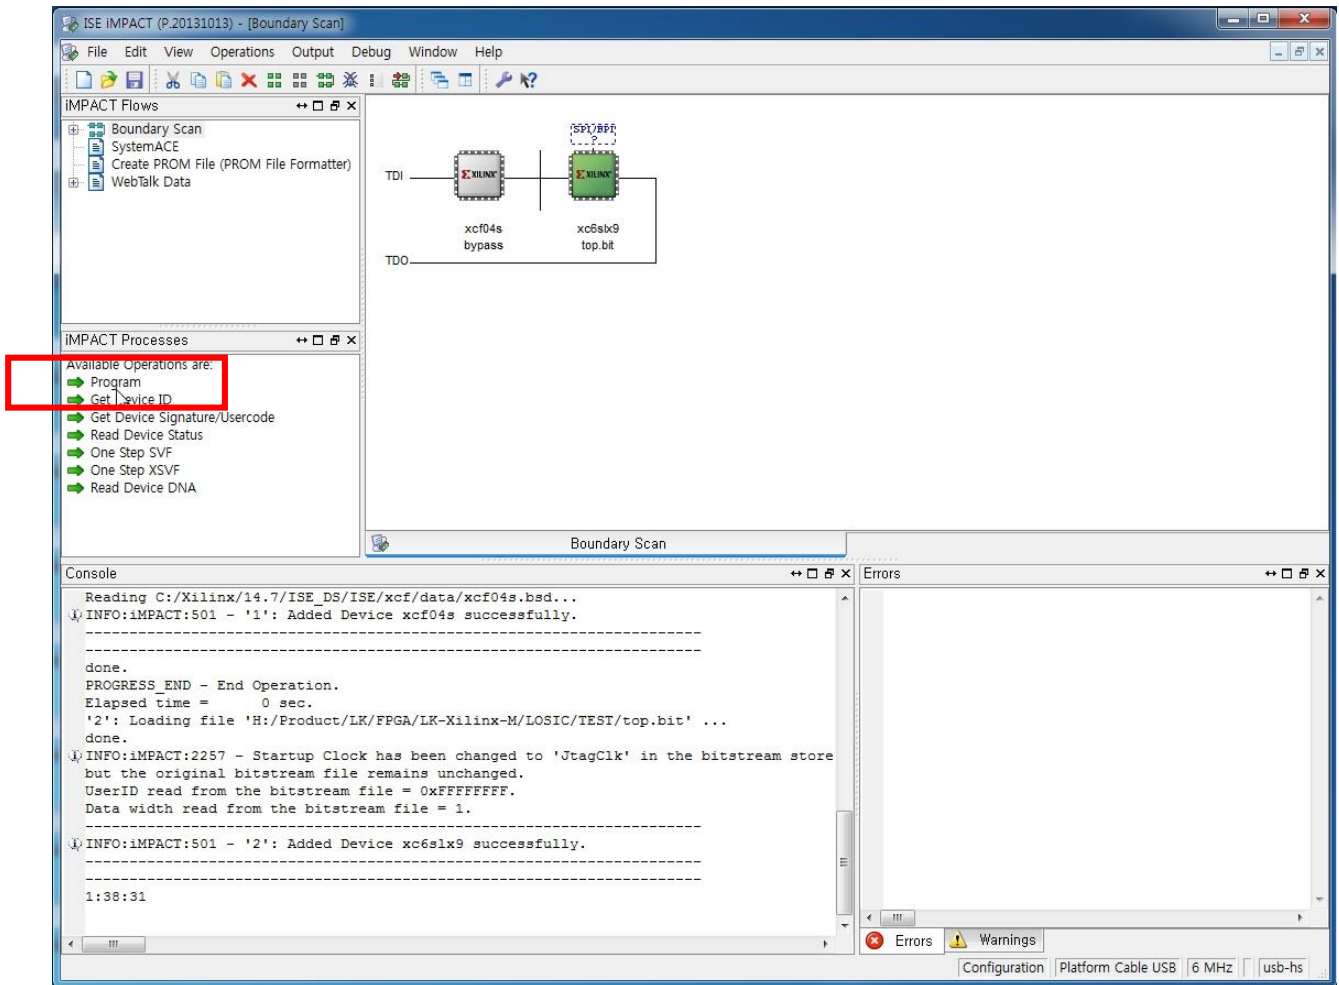 ISE iMPACT (P.20131013) - [Boundary Scan]
File Edit View Operations Output Debug Window Help
iMPACT Flows
Boundary Scan
SystemACE
Create PROM File (PROM File Formatter)
WebTalk Data
SPI/BPI
?
TDI
XILINX
XILINX
xcf04s
bypass
xc6slx9
top.bit
TDO
iMPACT Processes
Available Operations are:
Program
Get Device ID
Get Device Signature/Usercode
Read Device Status
One Step SVF
One Step XSVF
Read Device DNA
Boundary Scan
Console
Reading C:/Xilinx/14.7/ISE_DS/ISE/xcf/data/xcf04s.bsd...
INFO:iMPACT:501 - '1': Added Device xcf04s successfully.
----------------------------------------------------------------------
----------------------------------------------------------------------
done.
PROGRESS_END - End Operation.
Elapsed time =      0 sec.
'2': Loading file 'H:/Product/LK/FPGA/LK-Xilinx-M/LOSIC/TEST/top.bit' ...
done.
INFO:iMPACT:2257 - Startup Clock has been changed to 'JtagClk' in the bitstream store
but the original bitstream file remains unchanged.
UserID read from the bitstream file = 0xFFFFFFFF.
Data width read from the bitstream file = 1.
----------------------------------------------------------------------
INFO:iMPACT:501 - '2': Added Device xc6slx9 successfully.
----------------------------------------------------------------------
----------------------------------------------------------------------
1:38:31
Errors
Errors Warnings
Configuration Platform Cable USB 6 MHz usb-hs